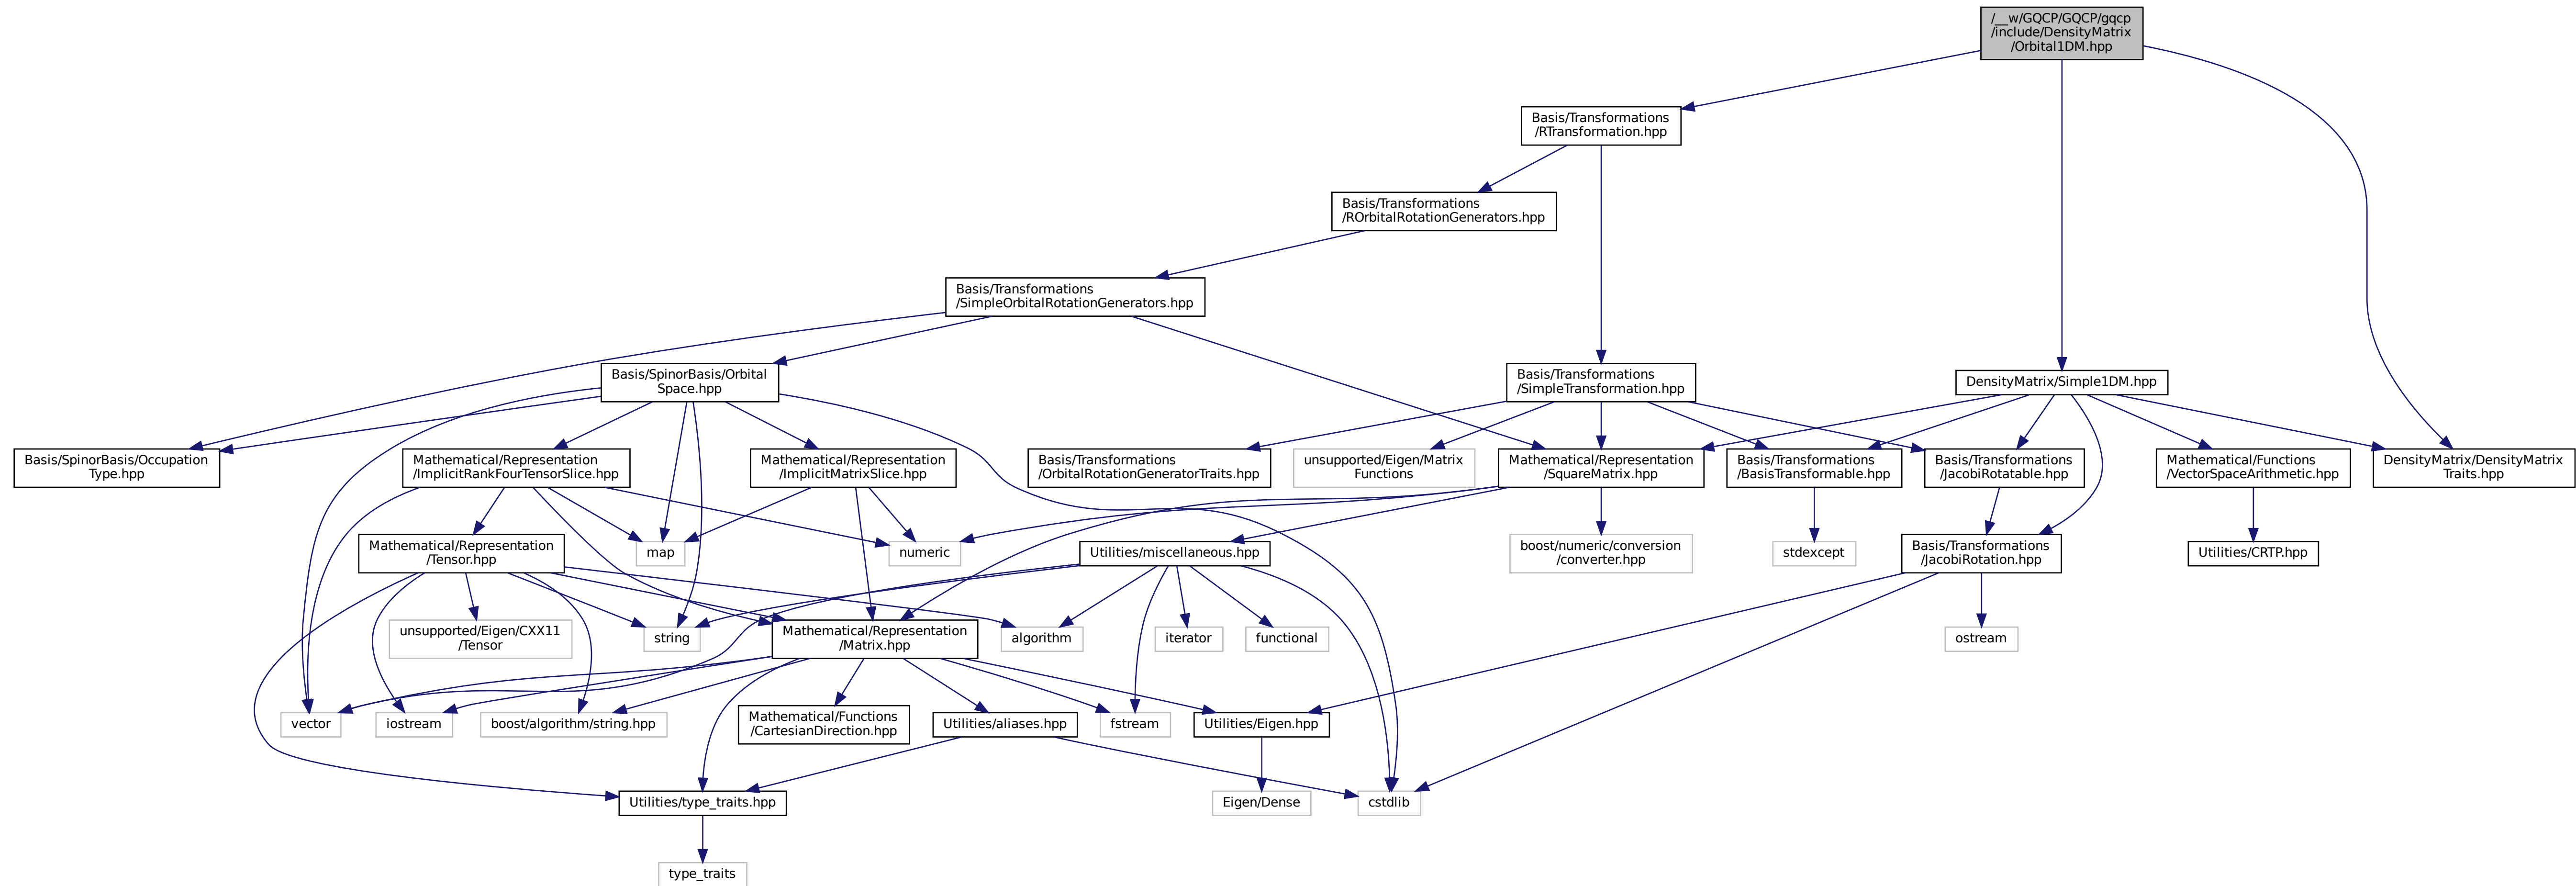 /__w/GQCP/GQCP/gqcp
/include/DensityMatrix
/Orbital1DM.hpp
Basis/Transformations
/RTransformation.hpp
Basis/Transformations
/ROrbitalRotationGenerators.hpp
Basis/Transformations
/SimpleOrbitalRotationGenerators.hpp
Basis/SpinorBasis/Orbital
Space.hpp
Basis/Transformations
/SimpleTransformation.hpp
DensityMatrix/Simple1DM.hpp
Basis/SpinorBasis/Occupation
Type.hpp
Mathematical/Representation
/ImplicitRankFourTensorSlice.hpp
Mathematical/Representation
/ImplicitMatrixSlice.hpp
Basis/Transformations
/OrbitalRotationGeneratorTraits.hpp
unsupported/Eigen/Matrix
Functions
Mathematical/Representation
/SquareMatrix.hpp
Basis/Transformations
/BasisTransformable.hpp
Basis/Transformations
/JacobiRotatable.hpp
Mathematical/Functions
/VectorSpaceArithmetic.hpp
DensityMatrix/DensityMatrix
Traits.hpp
Mathematical/Representation
/Tensor.hpp
map
numeric
Utilities/miscellaneous.hpp
boost/numeric/conversion
/converter.hpp
stdexcept
Basis/Transformations
/JacobiRotation.hpp
Utilities/CRTP.hpp
unsupported/Eigen/CXX11
/Tensor
string
Mathematical/Representation
/Matrix.hpp
algorithm
iterator
functional
ostream
vector
iostream
boost/algorithm/string.hpp
Mathematical/Functions
/CartesianDirection.hpp
Utilities/aliases.hpp
fstream
Utilities/Eigen.hpp
Utilities/type_traits.hpp
Eigen/Dense
cstdlib
type_traits